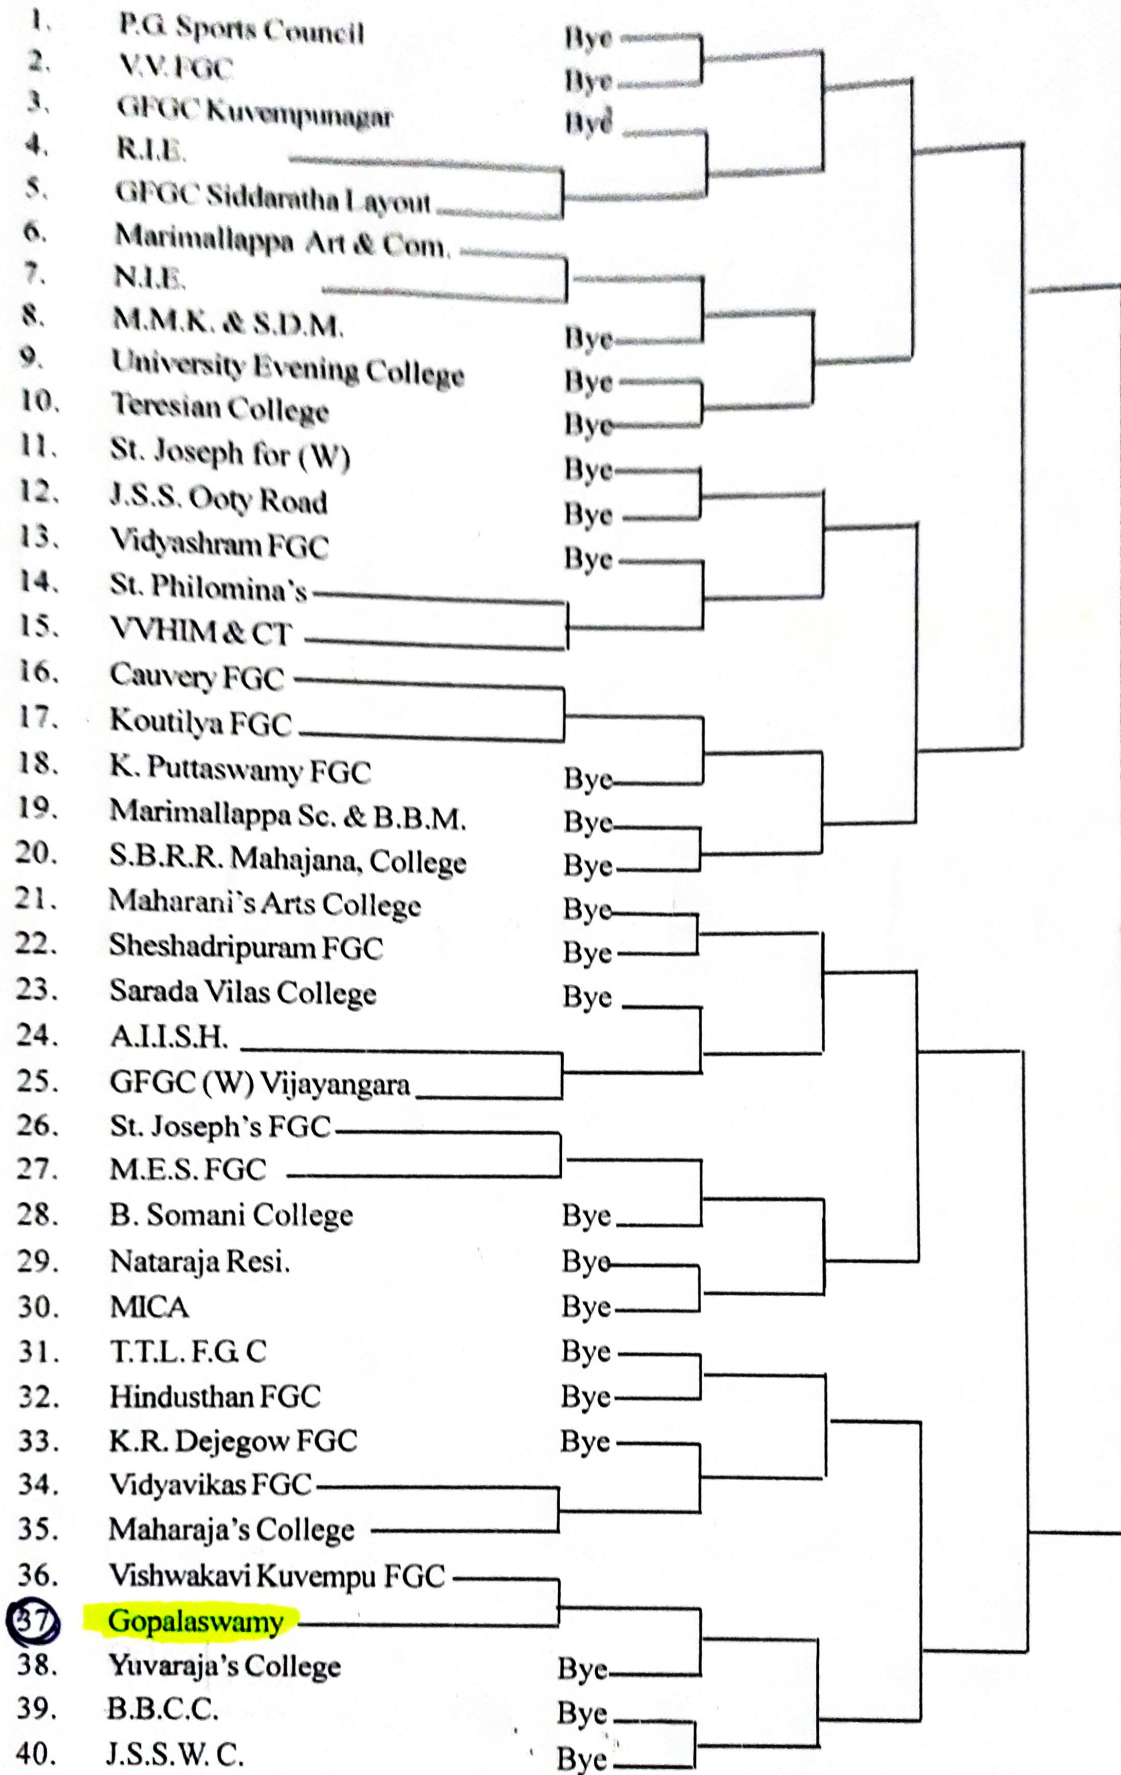 1. P.G. Sports Council Bye
2. V.V. FGC Bye
3. GFGC Kuvempunagar Bye
4. R.I.E.
5. GFGC Siddaratha Layout
6. Marimallappa Art & Com.
7. N.I.E.
8. M.M.K. & S.D.M. Bye
9. University Evening College Bye
10. Teresian College Bye
11. St. Joseph for (W) Bye
12. J.S.S. Ooty Road Bye
13. Vidyashram FGC Bye
14. St. Philomina's
15. VVHIM & CT
16. Cauvery FGC
17. Koutilya FGC
18. K. Puttaswamy FGC Bye
19. Marimallappa Sc. & B.B.M. Bye
20. S.B.R.R. Mahajana, College Bye
21. Maharani's Arts College Bye
22. Sheshadripuram FGC Bye
23. Sarada Vilas College Bye
24. A.I.I.S.H.
25. GFGC (W) Vijayangara
26. St. Joseph's FGC
27. M.E.S. FGC
28. B. Somani College Bye
29. Nataraja Resi. Bye
30. MICA Bye
31. T.T.L. F.G C Bye
32. Hindusthan FGC Bye
33. K.R. Dejegow FGC Bye
34. Vidyavikas FGC
35. Maharaja's College
36. Vishwakavi Kuvempu FGC
37 Gopalaswamy
38. Yuvaraja's College Bye
39. B.B.C.C. Bye
40. J.S.S.W. C. Bye